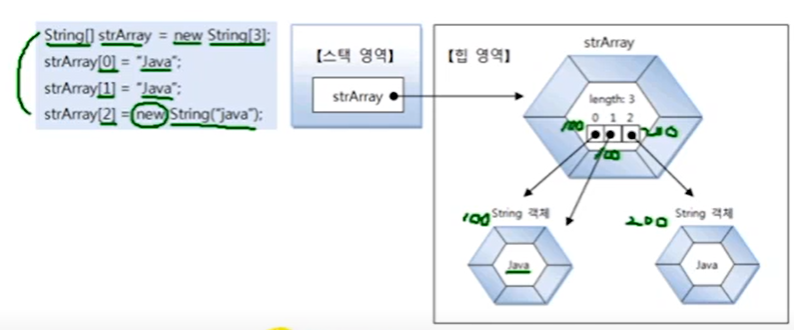 String[] strArray = new String[3];
strArray[0] = "Java";
strArray[1] = "Java";
strArray[2] = new String("java");
【스택 영역】
strArray
【힙 영역】
strArray
length: 3
0 1 2
100
200
100
100 String 객체
Java
200 String 객체
Java